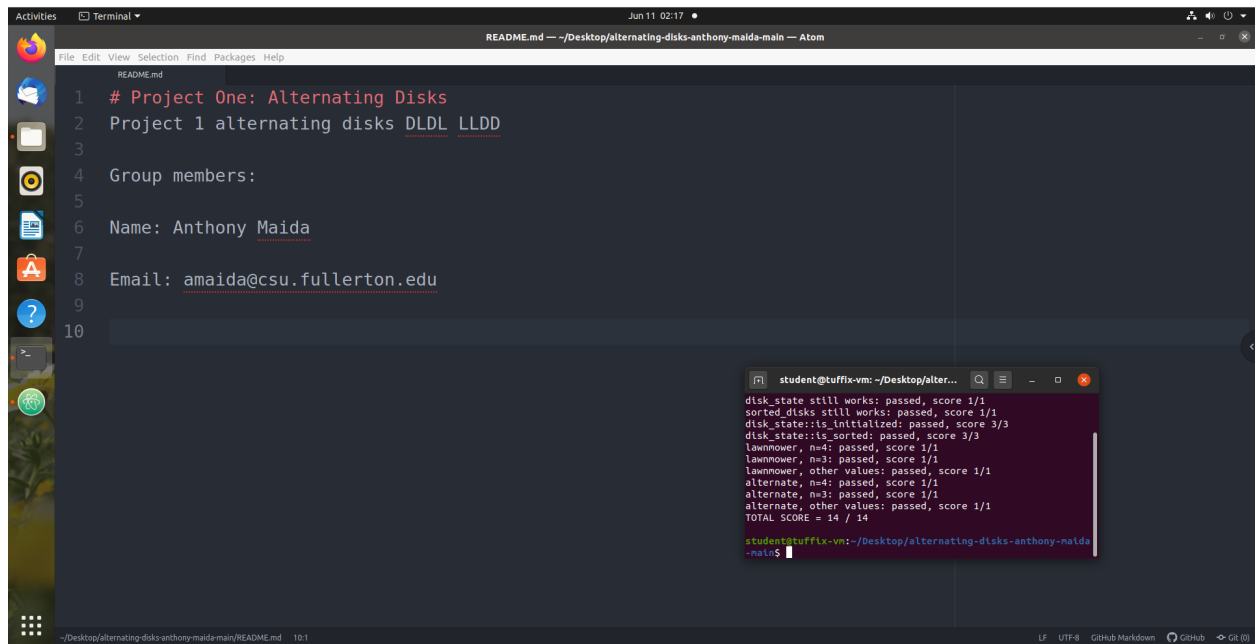 Activities Terminal Jun 11 02:17
README.md — ~/Desktop/alternating-disks-anthony-maida-main — Atom
File Edit View Selection Find Packages Help
README.md
1 # Project One: Alternating Disks
2 Project 1 alternating disks DLDL LLDD
3
4 Group members:
5
6 Name: Anthony Maida
7
8 Email: amaida@csu.fullerton.edu
9
10
student@tuffix-vm: ~/Desktop/alter...
disk_state still works: passed, score 1/1
sorted_disks still works: passed, score 1/1
disk_state::is_initialized: passed, score 3/3
disk_state::is_sorted: passed, score 3/3
lawnmower, n=4: passed, score 1/1
lawnmower, n=3: passed, score 1/1
lawnmower, other values: passed, score 1/1
alternate, n=4: passed, score 1/1
alternate, n=3: passed, score 1/1
alternate, other values: passed, score 1/1
TOTAL SCORE = 14 / 14
student@tuffix-vm:~/Desktop/alternating-disks-anthony-maida
-main$
~/Desktop/alternating-disks-anthony-maida-main/README.md 10:1 LF UTF-8 GitHub Markdown GitHub Git (0)